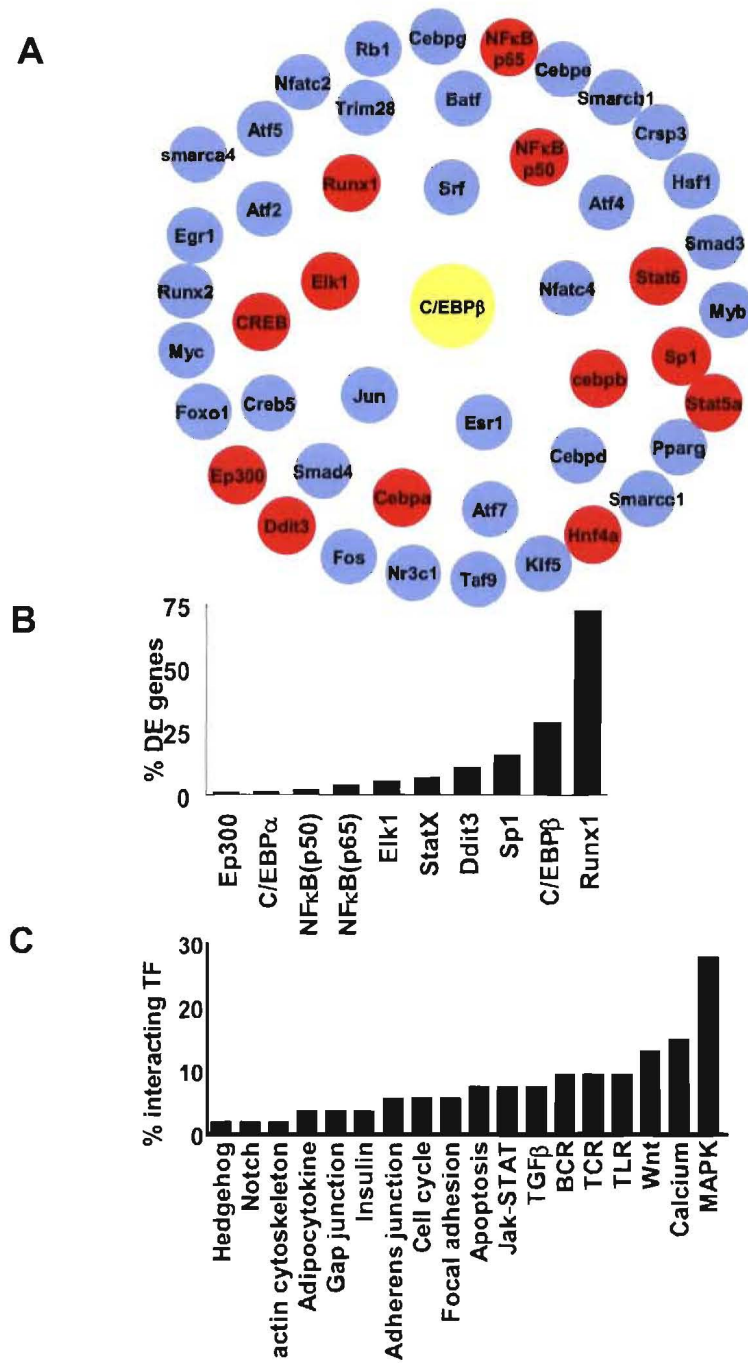 A
Rb1
Cebpg
NFκB
p65
Cebpe
Nfatc2
Trim28
Batf
Smarcb1
Atf5
Crsp3
smarca4
NFκB
p50
Runx1
Srf
Hsf1
Atf2
Atf4
Egr1
Smad3
Elk1
Nfatc4
Stat6
Runx2
C/EBPβ
Myb
CREB
Myc
Sp1
cebpb
Jun
Stat5a
Foxo1
Creb5
Esr1
Pparg
Ep300
Smad4
Cebpd
Cebpa
Smarcc1
Atf7
Ddit3
Hnf4a
Fos
Nr3c1
Taf9
Klf5
B
% DE genes
75
50
25
0
Ep300
C/EBPα
NFκB(p50)
NFκB(p65)
Elk1
StatX
Ddit3
Sp1
C/EBPβ
Runx1
C
% interacting TF
30
20
10
0
Hedgehog
Notch
actin cytoskeleton
Adipocytokine
Gap junction
Insulin
Adherens junction
Cell cycle
Focal adhesion
Apoptosis
Jak-STAT
TGFβ
BCR
TCR
TLR
Wnt
Calcium
MAPK